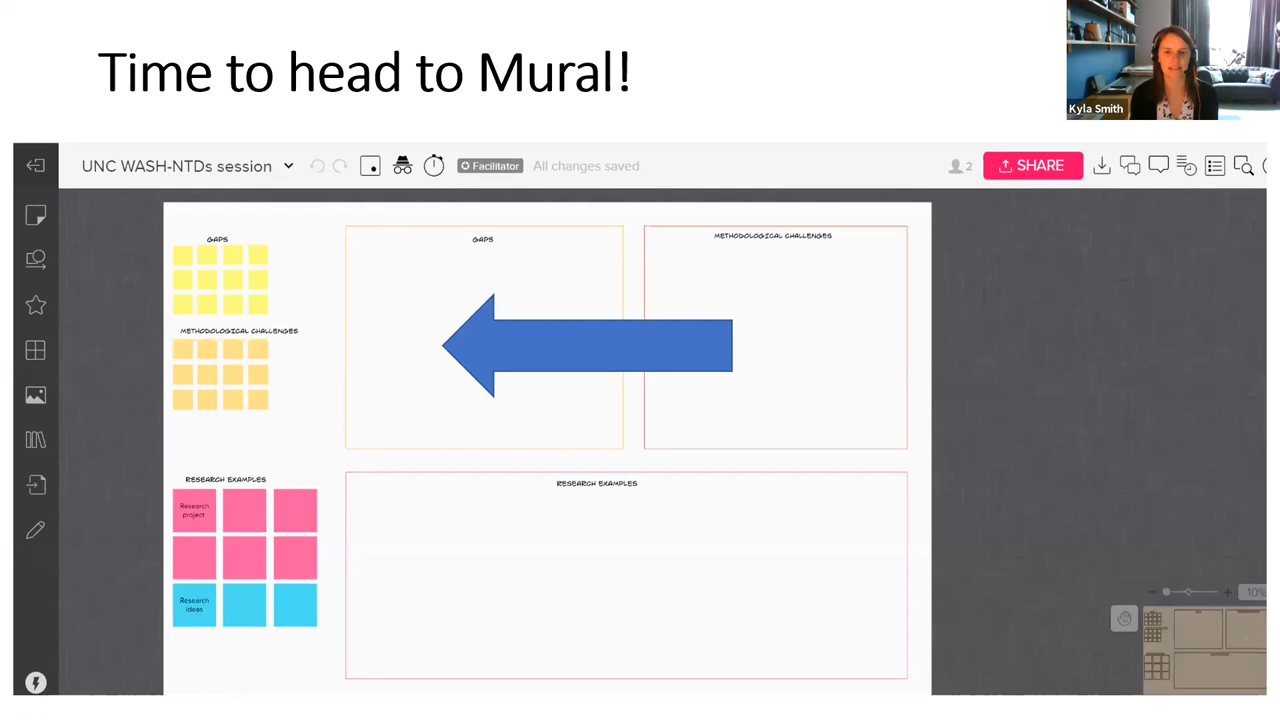 Time to head to Mural!
Kyla Smith
UNC WASH-NTDs session
Facilitator
All changes saved
2
SHARE
GAPS
GAPS
METHODOLOGICAL CHALLENGES
METHODOLOGICAL CHALLENGES
RESEARCH EXAMPLES
RESEARCH EXAMPLES
Research
project
Research
Ideas
10%